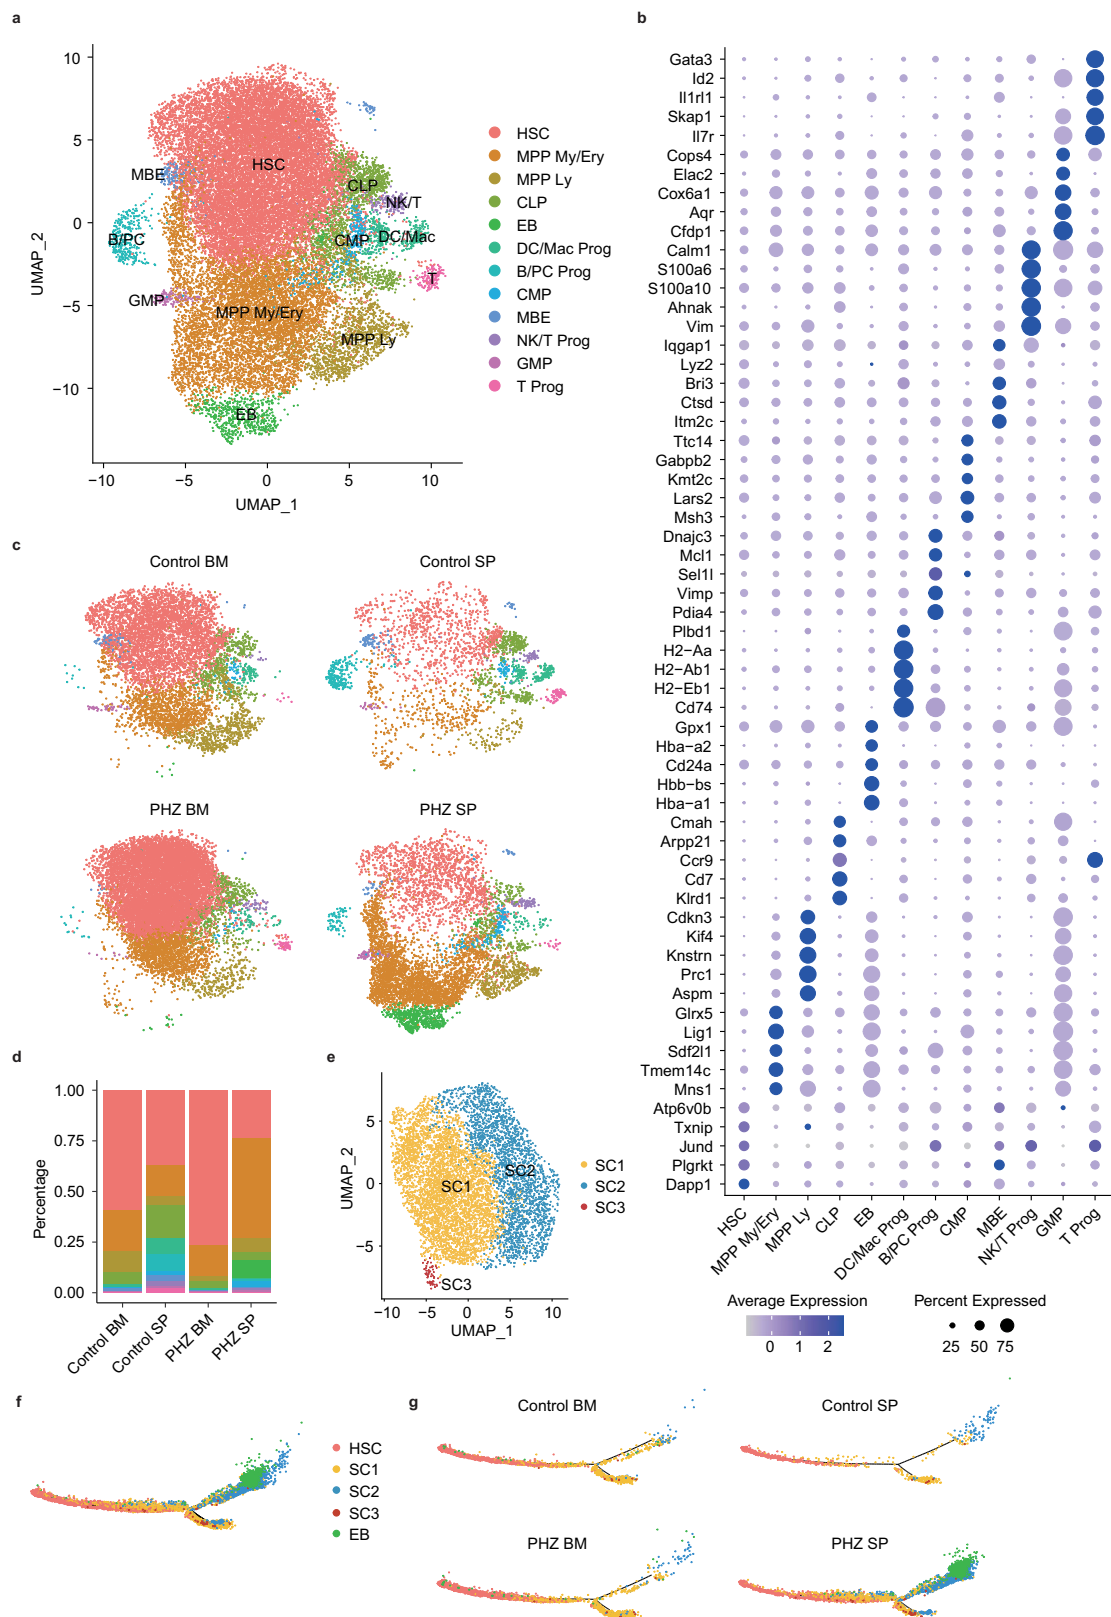 a
10
5
0
−5
−10
UMAP_2
−10
−5
0
5
10
UMAP_1
HSC
MBE
CLP
NK/T
B/PC
CMP
DC/Mac
T
GMP
MPP My/Ery
MPP Ly
EB
HSC
MPP My/Ery
MPP Ly
CLP
EB
DC/Mac Prog
B/PC Prog
CMP
MBE
NK/T Prog
GMP
T Prog
b
Gata3
Id2
Il1rl1
Skap1
Il7r
Cops4
Elac2
Cox6a1
Aqr
Cfdp1
Calm1
S100a6
S100a10
Ahnak
Vim
Iqgap1
Lyz2
Bri3
Ctsd
Itm2c
Ttc14
Gabpb2
Kmt2c
Lars2
Msh3
Dnajc3
Mcl1
Sel1l
Vimp
Pdia4
Plbd1
H2−Aa
H2−Ab1
H2−Eb1
Cd74
Gpx1
Hba−a2
Cd24a
Hbb−bs
Hba−a1
Cmah
Arpp21
Ccr9
Cd7
Klrd1
Cdkn3
Kif4
Knstrn
Prc1
Aspm
Glrx5
Lig1
Sdf2l1
Tmem14c
Mns1
Atp6v0b
Txnip
Jund
Plgrkt
Dapp1
HSC
MPP My/Ery
MPP Ly
CLP
EB
DC/Mac Prog
B/PC Prog
CMP
MBE
NK/T Prog
GMP
T Prog
Average Expression
0 1 2
Percent Expressed
25 50 75
c
Control BM
Control SP
PHZ BM
PHZ SP
d
1.00
0.75
0.50
0.25
0.00
Percentage
Control BM
Control SP
PHZ BM
PHZ SP
e
5
0
−5
UMAP_2
−10
−5
0
5
10
UMAP_1
SC1
SC2
SC3
SC1
SC2
SC3
f
HSC
SC1
SC2
SC3
EB
g
Control BM
Control SP
PHZ BM
PHZ SP